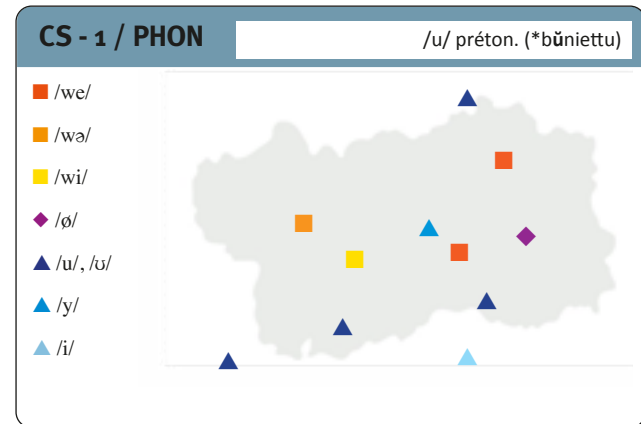 CS - 1 / PHON
/u/ préton. (*bŭniettu)
/we/
/wə/
/wi/
/ø/
/u/, /ʊ/
/y/
/i/